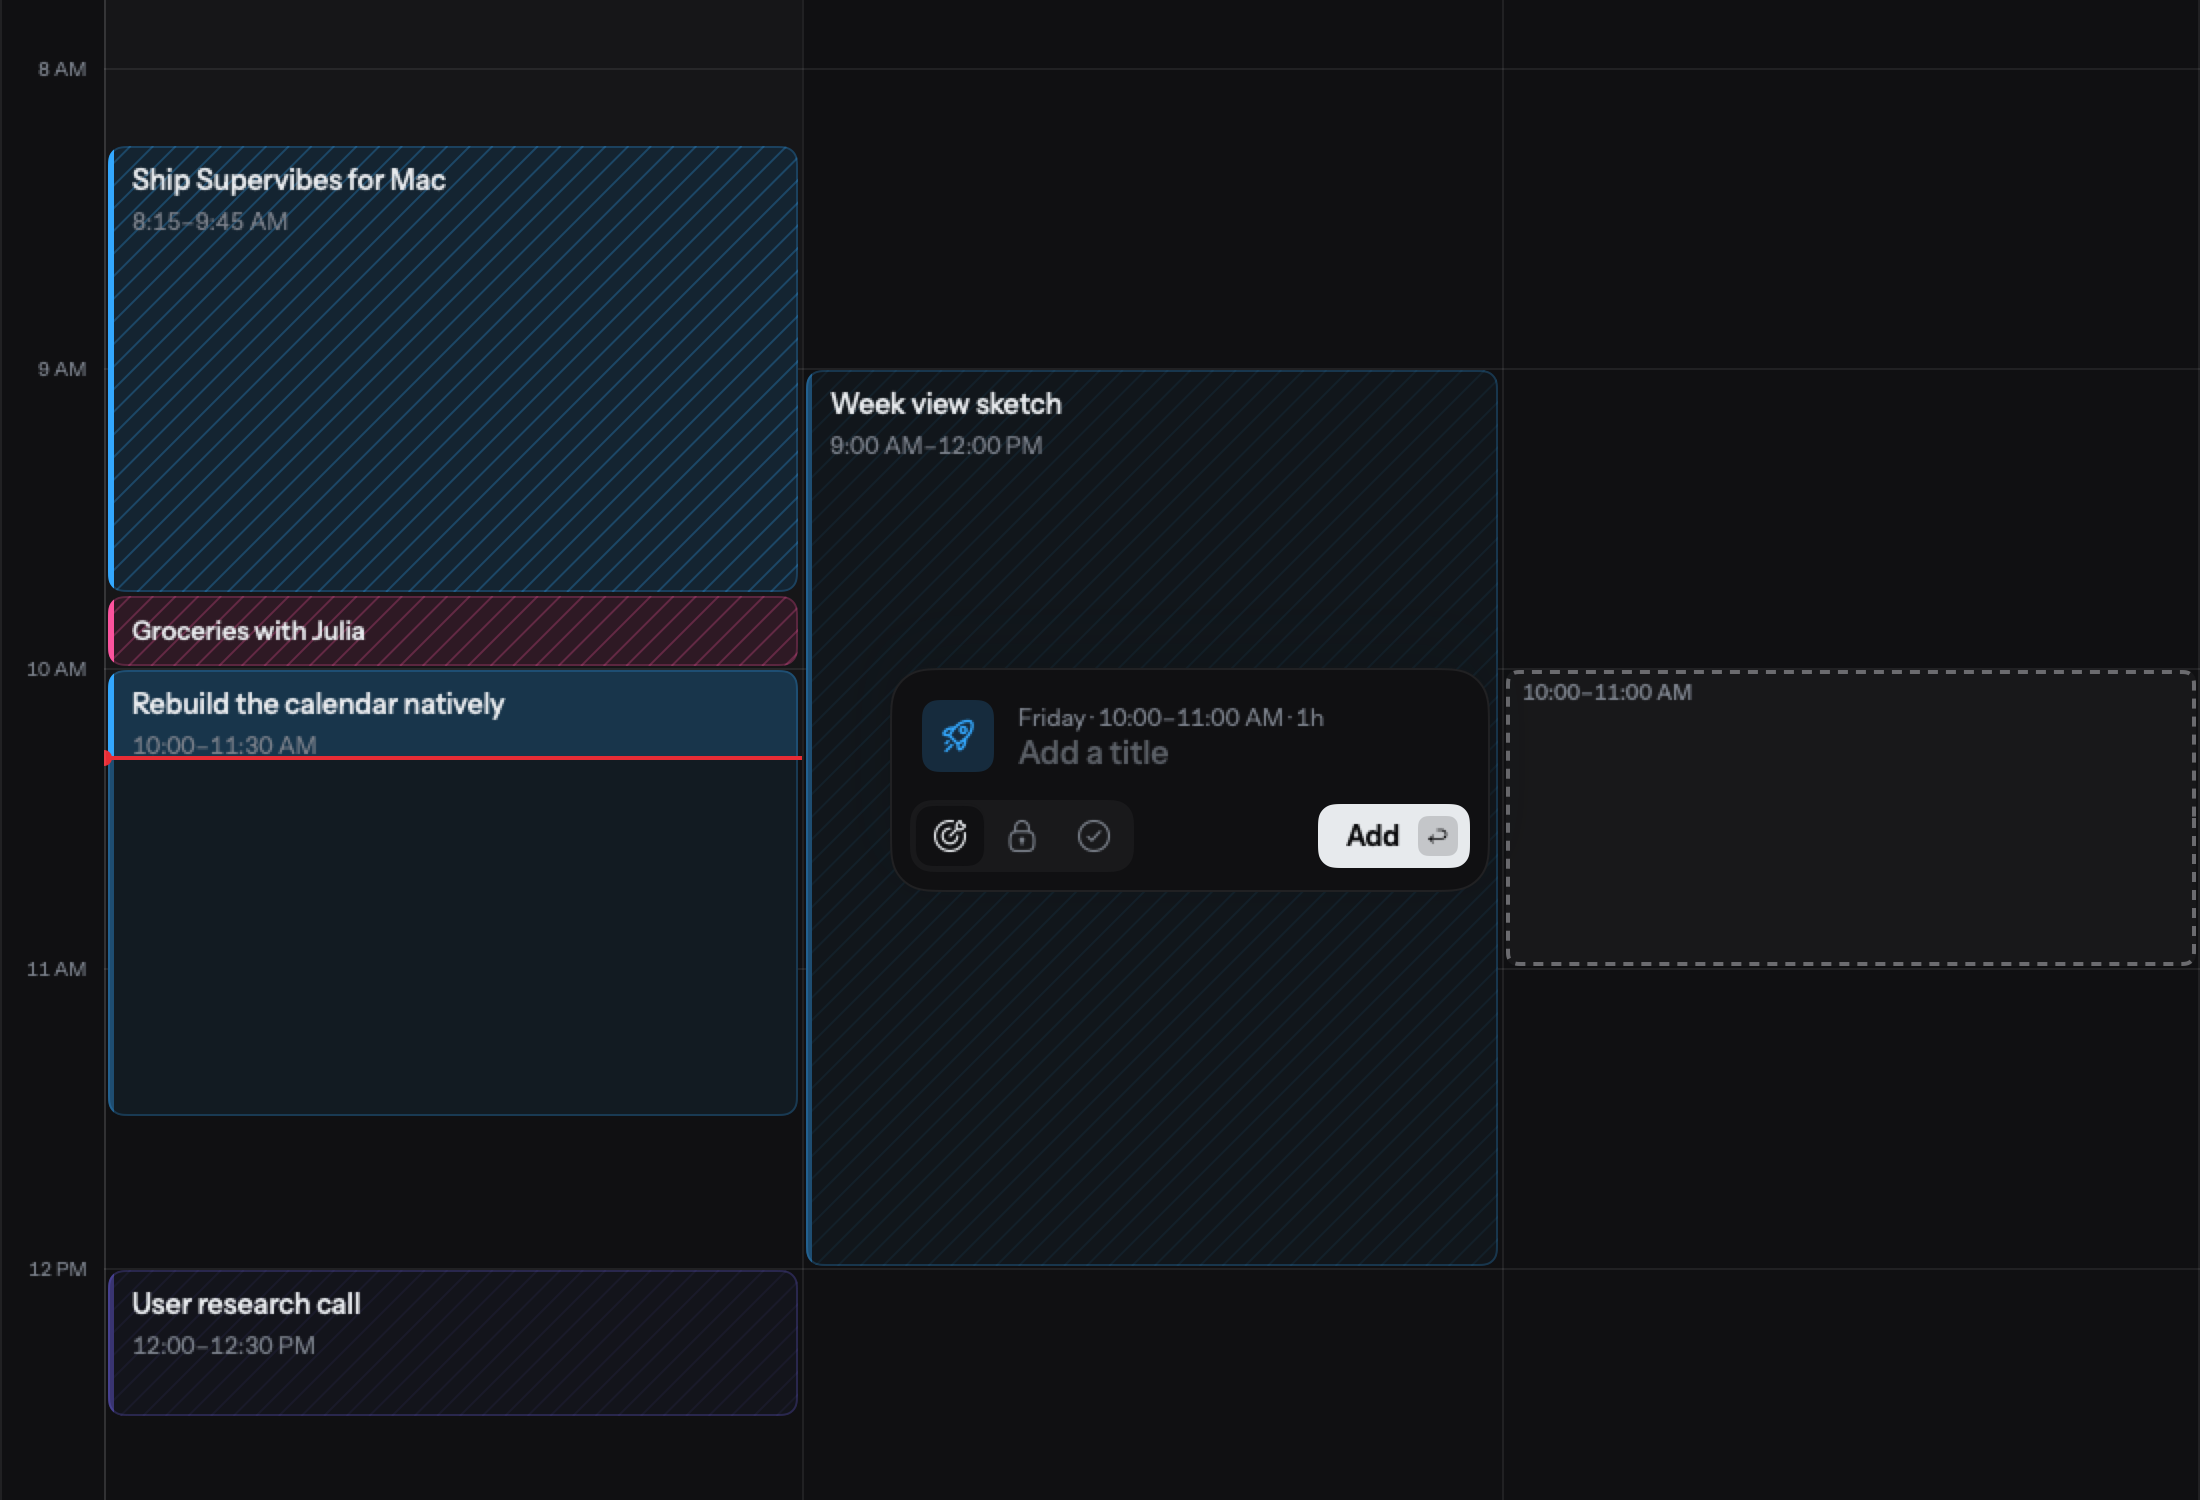 8 AM
Ship Supervibes for Mac
8:15–9:45 AM
9 AM
Groceries with Julia
10 AM
Rebuild the calendar natively
10:00–11:30 AM
11 AM
12 PM
User research call
12:00–12:30 PM
Week view sketch
9:00 AM–12:00 PM
Friday · 10:00–11:00 AM · 1h
Add a title
Add
10:00–11:00 AM